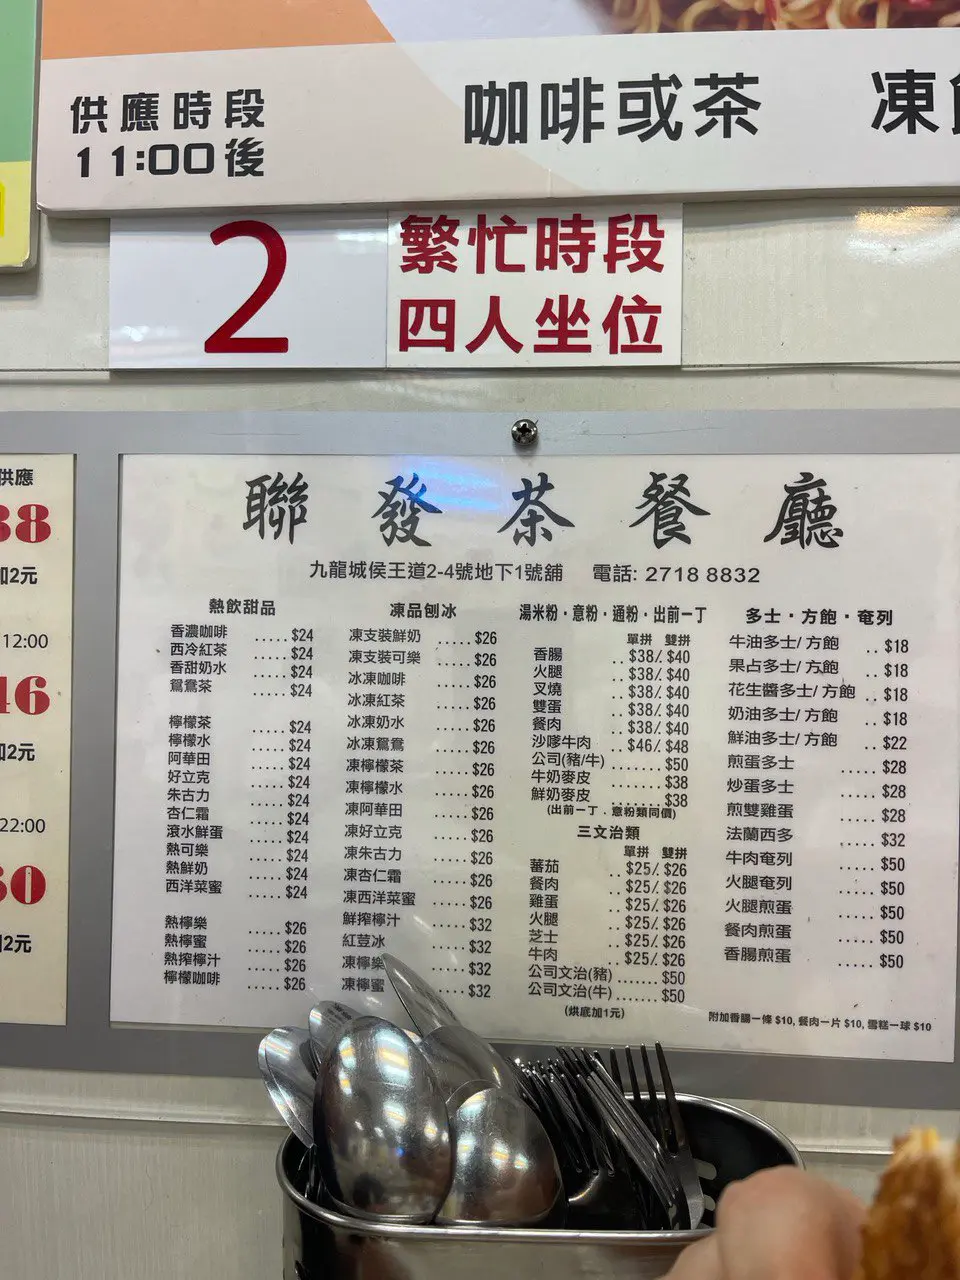 供應時段
11:00後
咖啡或茶
凍
2
繁忙時段
四人坐位
供應
加2元
12:00
加2元
22:00
2元
聯發茶餐廳
九龍城侯王道2-4號地下1號舖 電話: 2718 8832
熱飲甜品
香濃咖啡 ..... $24
西冷紅茶 ..... $24
香甜奶水 ..... $24
鴛鴦茶 ..... $24
檸檬茶 ..... $24
檸檬水 ..... $24
阿華田 ..... $24
好立克 ..... $24
朱古力 ..... $24
杏仁霜 ..... $24
滾水鮮蛋 ..... $24
熱可樂 ..... $24
熱鮮奶 ..... $24
西洋菜蜜 ..... $24
熱檸樂 ..... $26
熱檸蜜 ..... $26
熱搾檸汁 ..... $26
檸檬咖啡 ..... $26
凍品刨冰
凍支裝鮮奶 ..... $26
凍支裝可樂 ..... $26
冰凍咖啡 ..... $26
冰凍紅茶 ..... $26
冰凍奶水 ..... $26
冰凍鴛鴦 ..... $26
凍檸檬茶 ..... $26
凍檸檬水 ..... $26
凍阿華田 ..... $26
凍好立克 ..... $26
凍朱古力 ..... $26
凍杏仁霜 ..... $26
凍西洋菜蜜 ..... $26
鮮搾檸汁 ..... $32
紅荳冰 ..... $32
凍檸樂 ..... $32
凍檸蜜 ..... $32
湯米粉·意粉·通粉·出前一丁
單拼 雙拼
香腸 .. $38/ $40
火腿 .. $38/ $40
叉燒 .. $38/ $40
雙蛋 .. $38/ $40
餐肉 .. $38/ $40
沙嗲牛肉 .. $46/ $48
公司(豬/牛) ....... $50
牛奶麥皮 ....... $38
鮮奶麥皮 ....... $38
(出前一丁﹑意粉類同價)
三文治類
單拼 雙拼
蕃茄 .. $25/ $26
餐肉 .. $25/ $26
雞蛋 .. $25/ $26
火腿 .. $25/ $26
芝士 .. $25/ $26
牛肉 .. $25/ $26
公司文治(豬) ....... $50
公司文治(牛) ....... $50
(烘底加1元)
多士·方飽·奄列
牛油多士/ 方飽 .. $18
果占多士/ 方飽 .. $18
花生醬多士/ 方飽 .. $18
奶油多士/ 方飽 .. $18
鮮油多士/ 方飽 .. $22
煎蛋多士 ..... $28
炒蛋多士 ..... $28
煎雙雞蛋 ..... $28
法蘭西多 ..... $32
牛肉奄列 ..... $50
火腿奄列 ..... $50
火腿煎蛋 ..... $50
餐肉煎蛋 ..... $50
香腸煎蛋 ..... $50
附加香腸一條 $10, 餐肉一片 $10, 雪糕一球 $10